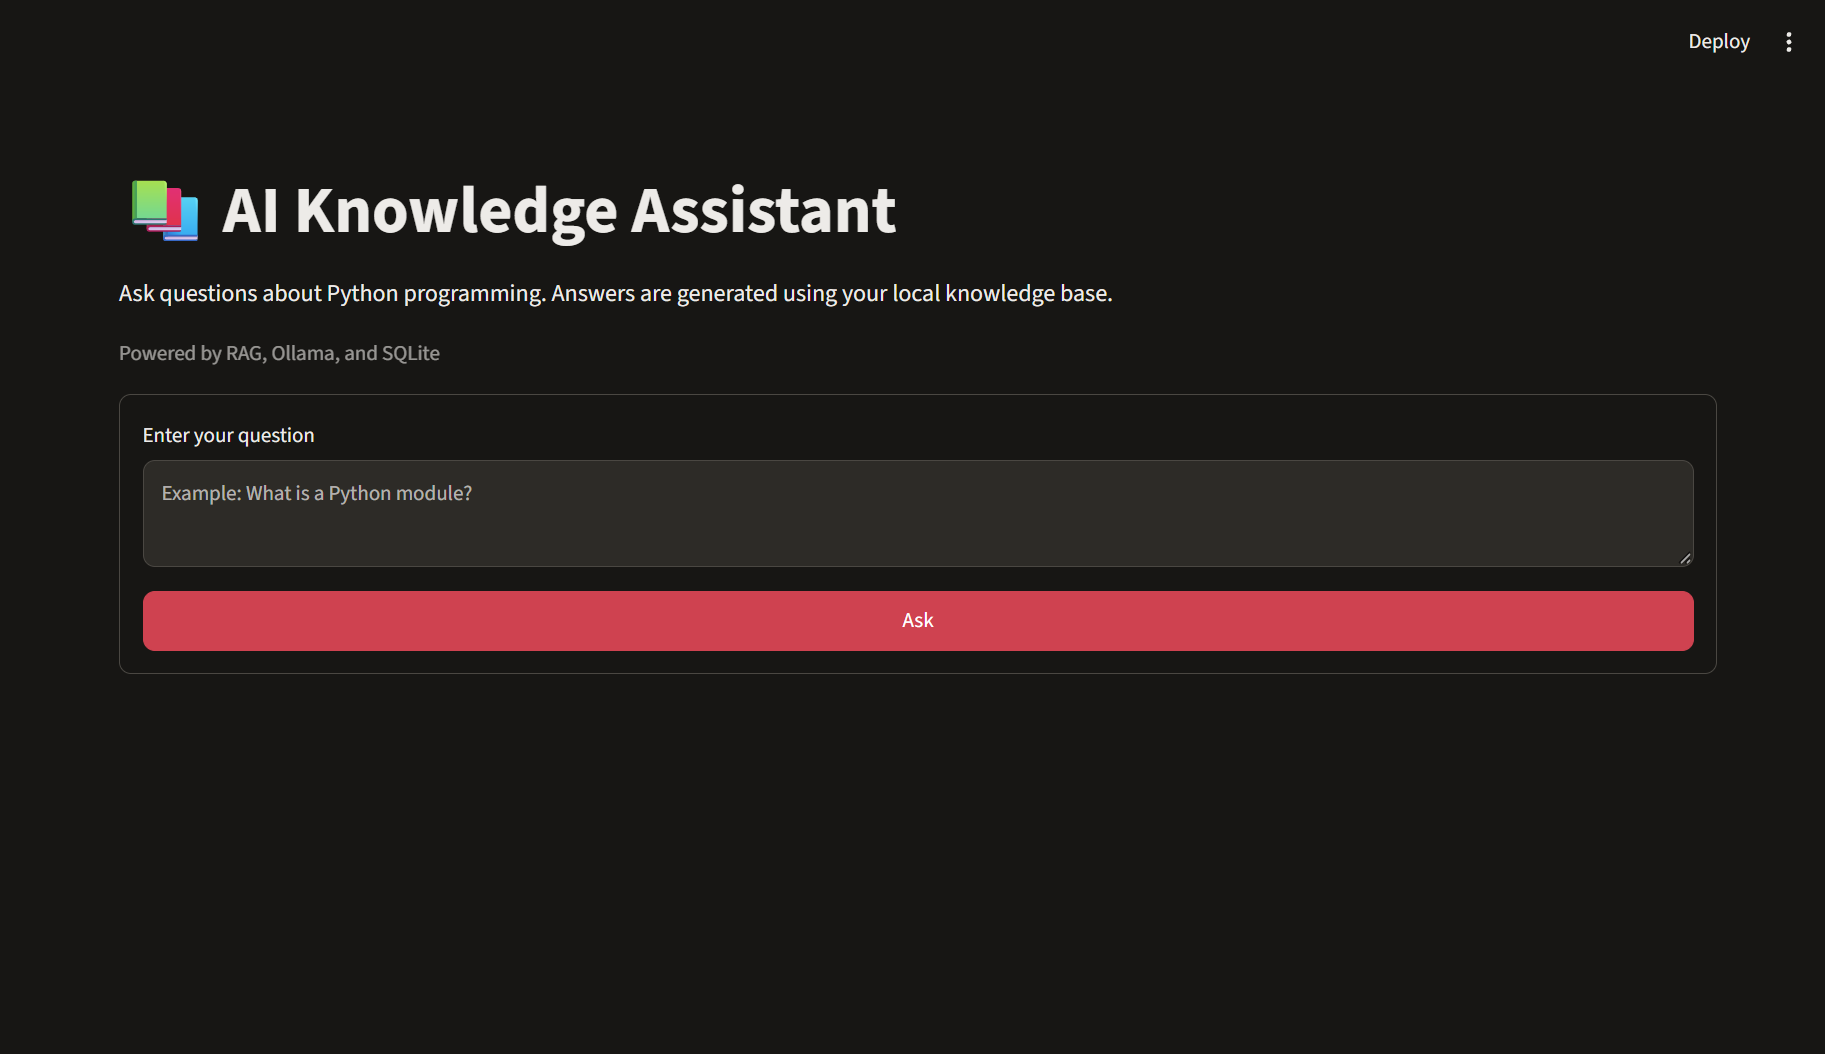 Deploy
AI Knowledge Assistant
Ask questions about Python programming. Answers are generated using your local knowledge base.
Powered by RAG, Ollama, and SQLite
Enter your question
Example: What is a Python module?
Ask